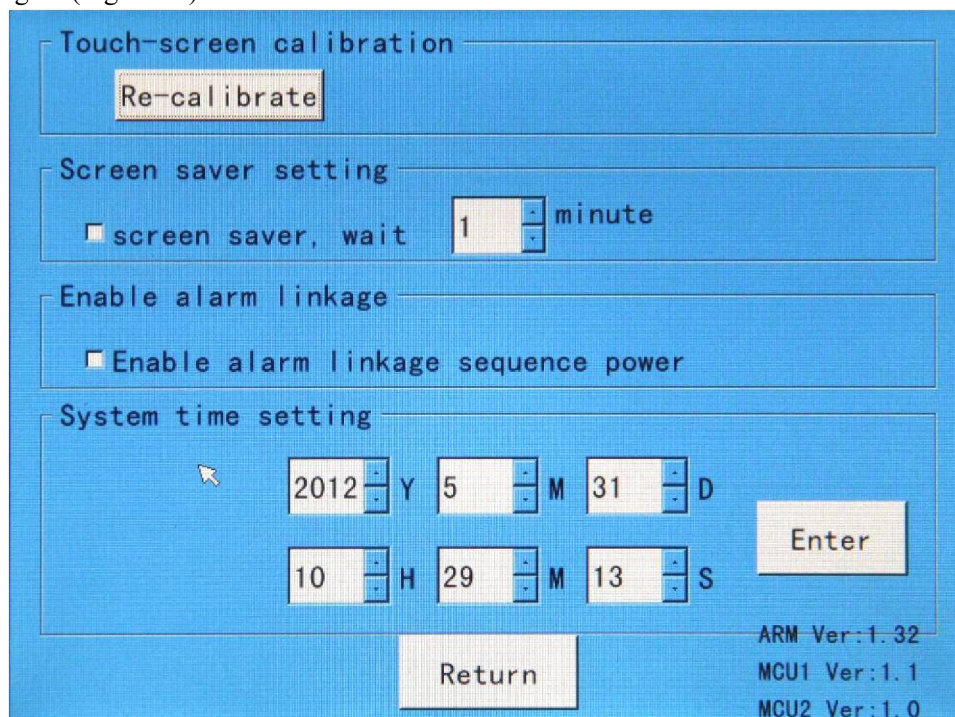 Touch-screen calibration
Re-calibrate
Screen saver setting
screen saver, wait 1 minute
Enable alarm linkage
Enable alarm linkage sequence power
System time setting
2012 Y 5 M 31 D
Enter
10 H 29 M 13 S
ARM Ver:1.32
Return
MCU1 Ver:1.1
MCU2 Ver:1.0